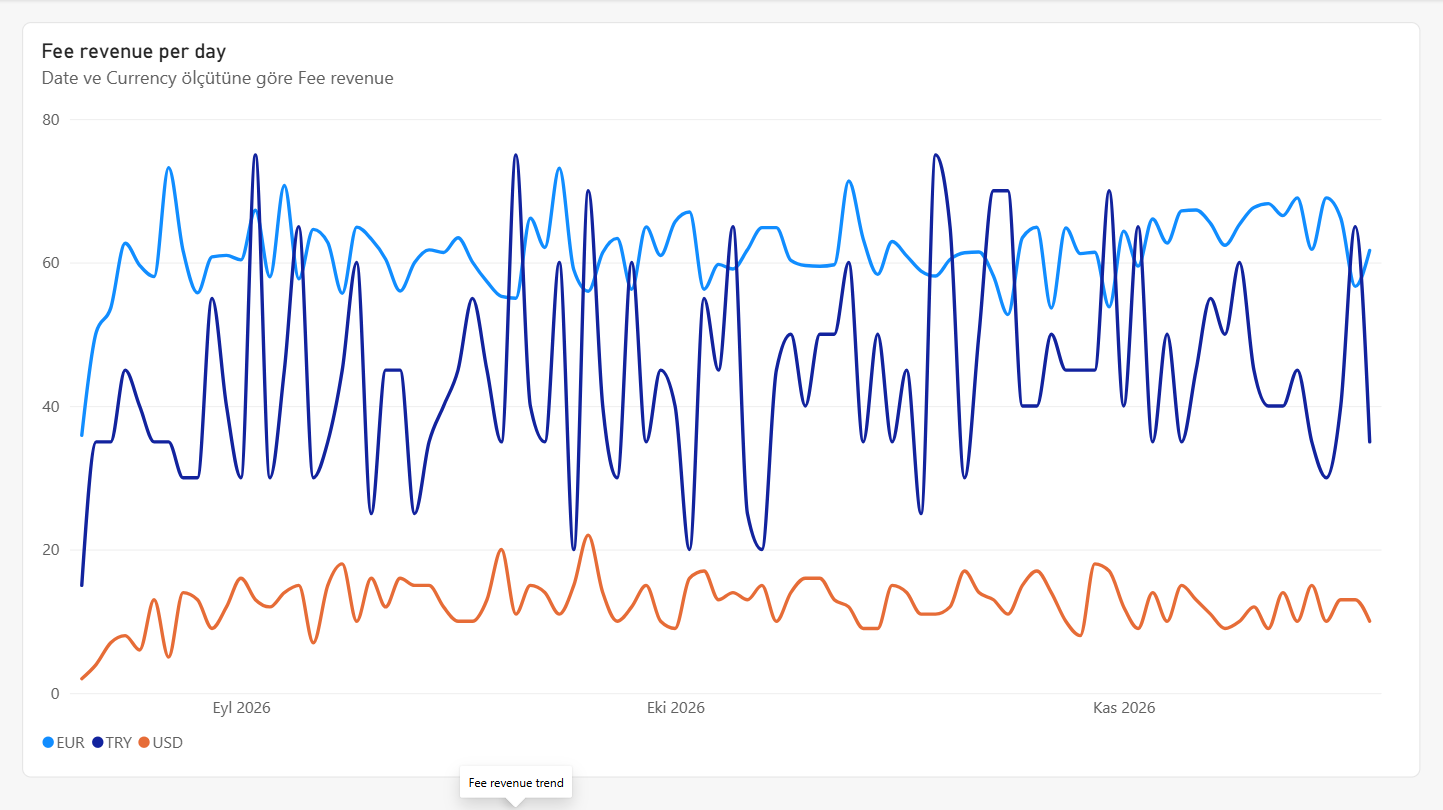 Fee revenue per day
Date ve Currency ölçütüne göre Fee revenue
80
60
40
20
0
Eyl 2026 Eki 2026 Kas 2026
EUR TRY USD
Fee revenue trend